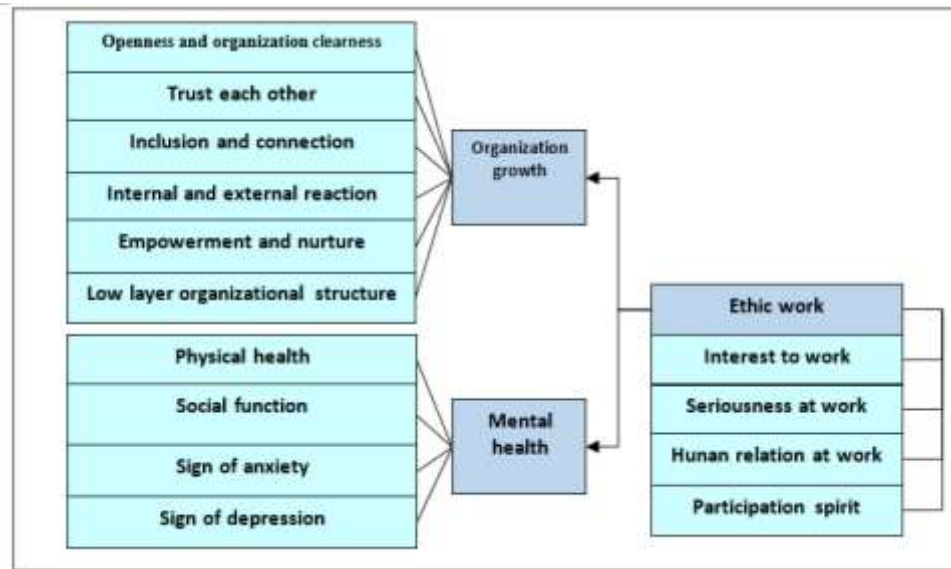 Openness and organization clearness
Trust each other
Inclusion and connection
Internal and external reaction
Empowerment and nurture
Low layer organizational structure
Organization
growth
Physical health
Social function
Sign of anxiety
Sign of depression
Mental
health
Ethic work
Interest to work
Seriousness at work
Hunan relation at work
Participation spirit